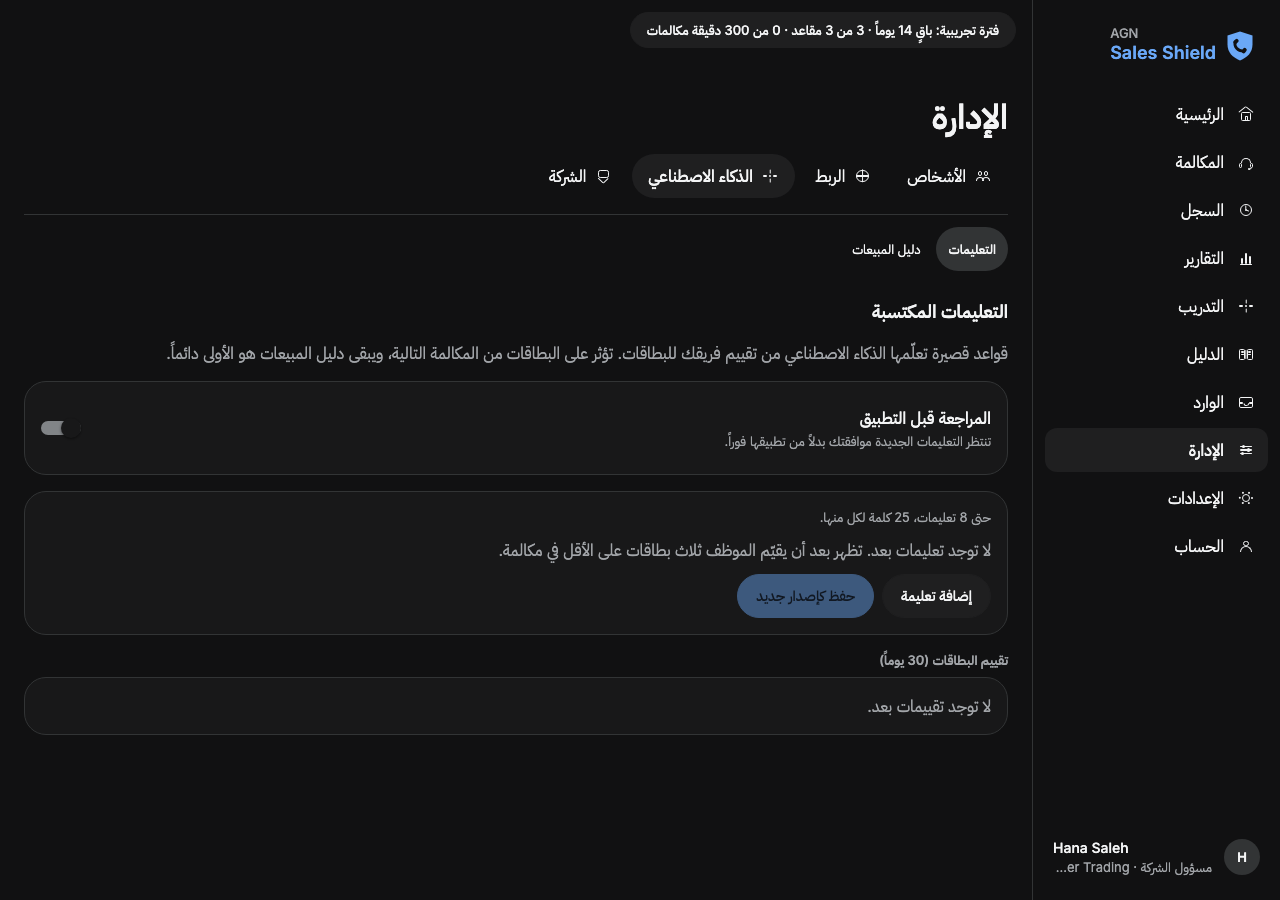 AGN
Sales Shield
الرئيسية
المكالمة
السجل
التقارير
التدريب
الدليل
الوارد
الإدارة
الإعدادات
الحساب
H
Hana Saleh
مسؤول الشركة · er Trading...
فترة تجريبية: باقٍ 14 يوماً · 3 من 3 مقاعد · 0 من 300 دقيقة مكالمات
الإدارة
الأشخاص الربط الذكاء الاصطناعي الشركة
التعليمات دليل المبيعات
التعليمات المكتسبة
قواعد قصيرة تعلّمها الذكاء الاصطناعي من تقييم فريقك للبطاقات. تؤثر على البطاقات من المكالمة التالية، ويبقى دليل المبيعات هو الأولى دائماً.
المراجعة قبل التطبيق
تنتظر التعليمات الجديدة موافقتك بدلاً من تطبيقها فوراً.
حتى 8 تعليمات، 25 كلمة لكل منها.
لا توجد تعليمات بعد. تظهر بعد أن يقيّم الموظف ثلاث بطاقات على الأقل في مكالمة.
إضافة تعليمة حفظ كإصدار جديد
تقييم البطاقات (30 يوماً)
لا توجد تقييمات بعد.